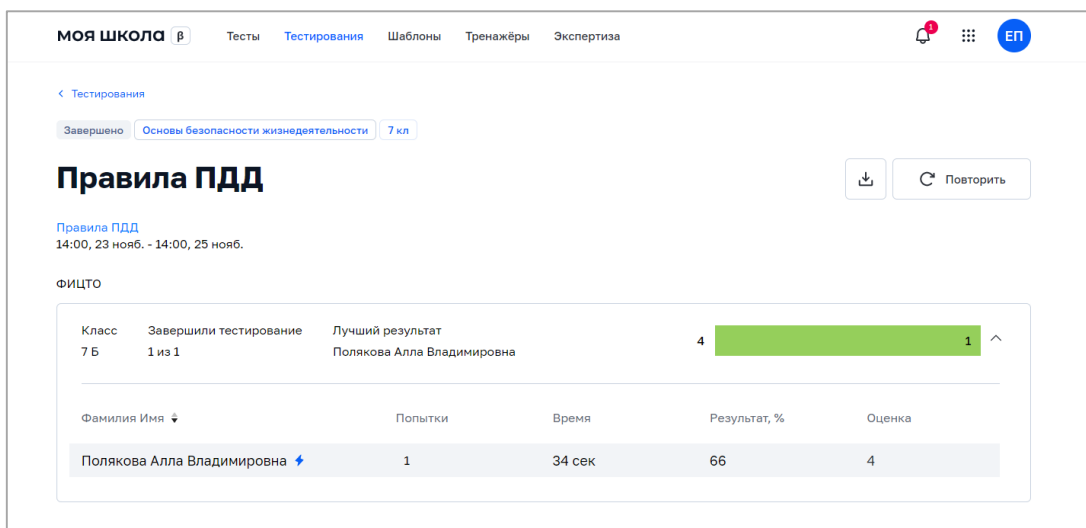 моя школа β Тесты Тестирования Шаблоны Тренажёры Экспертиза 1 ЕП
Тестирования
Завершено Основы безопасности жизнедеятельности 7 кл
Правила ПДД
Повторить
Правила ПДД
14:00, 23 нояб. - 14:00, 25 нояб.
ФИЦТО
Класс Завершили тестирование Лучший результат
7 Б 1 из 1 Полякова Алла Владимировна
4 1
Фамилия Имя Попытки Время Результат, % Оценка
Полякова Алла Владимировна 1 34 сек 66 4